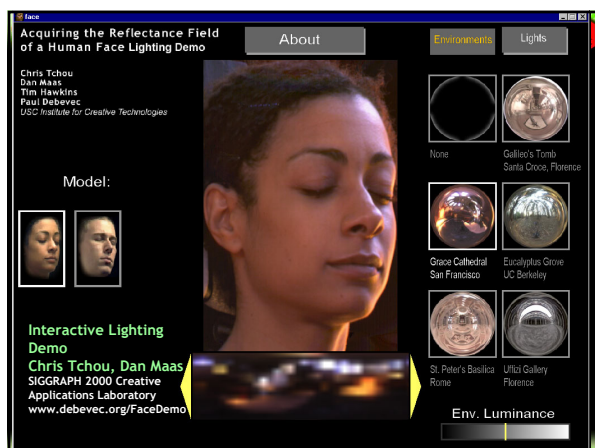 face
Acquiring the Reflectance Field
of a Human Face Lighting Demo
Chris Tchou
Dan Maas
Tim Hawkins
Paul Debevec
USC Institute for Creative Technologies
About
Environments
Lights
None
Galileo's Tomb
Santa Croce, Florence
Model:
Grace Cathedral
San Francisco
Eucalyptus Grove
UC Berkeley
St. Peter's Basilica
Rome
Uffizi Gallery
Florence
Interactive Lighting
Demo
Chris Tchou, Dan Maas
SIGGRAPH 2000 Creative
Applications Laboratory
www.debevec.org/FaceDemo
Env. Luminance